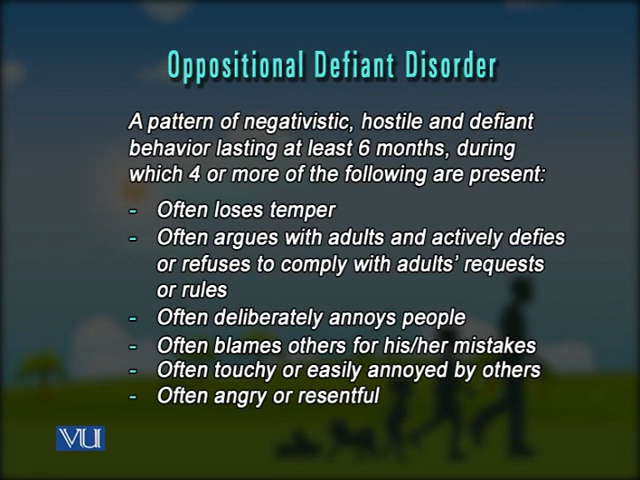 Oppositional Defiant Disorder
A pattern of negativistic, hostile and defiant
behavior lasting at least 6 months, during
which 4 or more of the following are present:
- Often loses temper
- Often argues with adults and actively defies
or refuses to comply with adults' requests
or rules
- Often deliberately annoys people
- Often blames others for his/her mistakes
- Often touchy or easily annoyed by others
- Often angry or resentful
VU